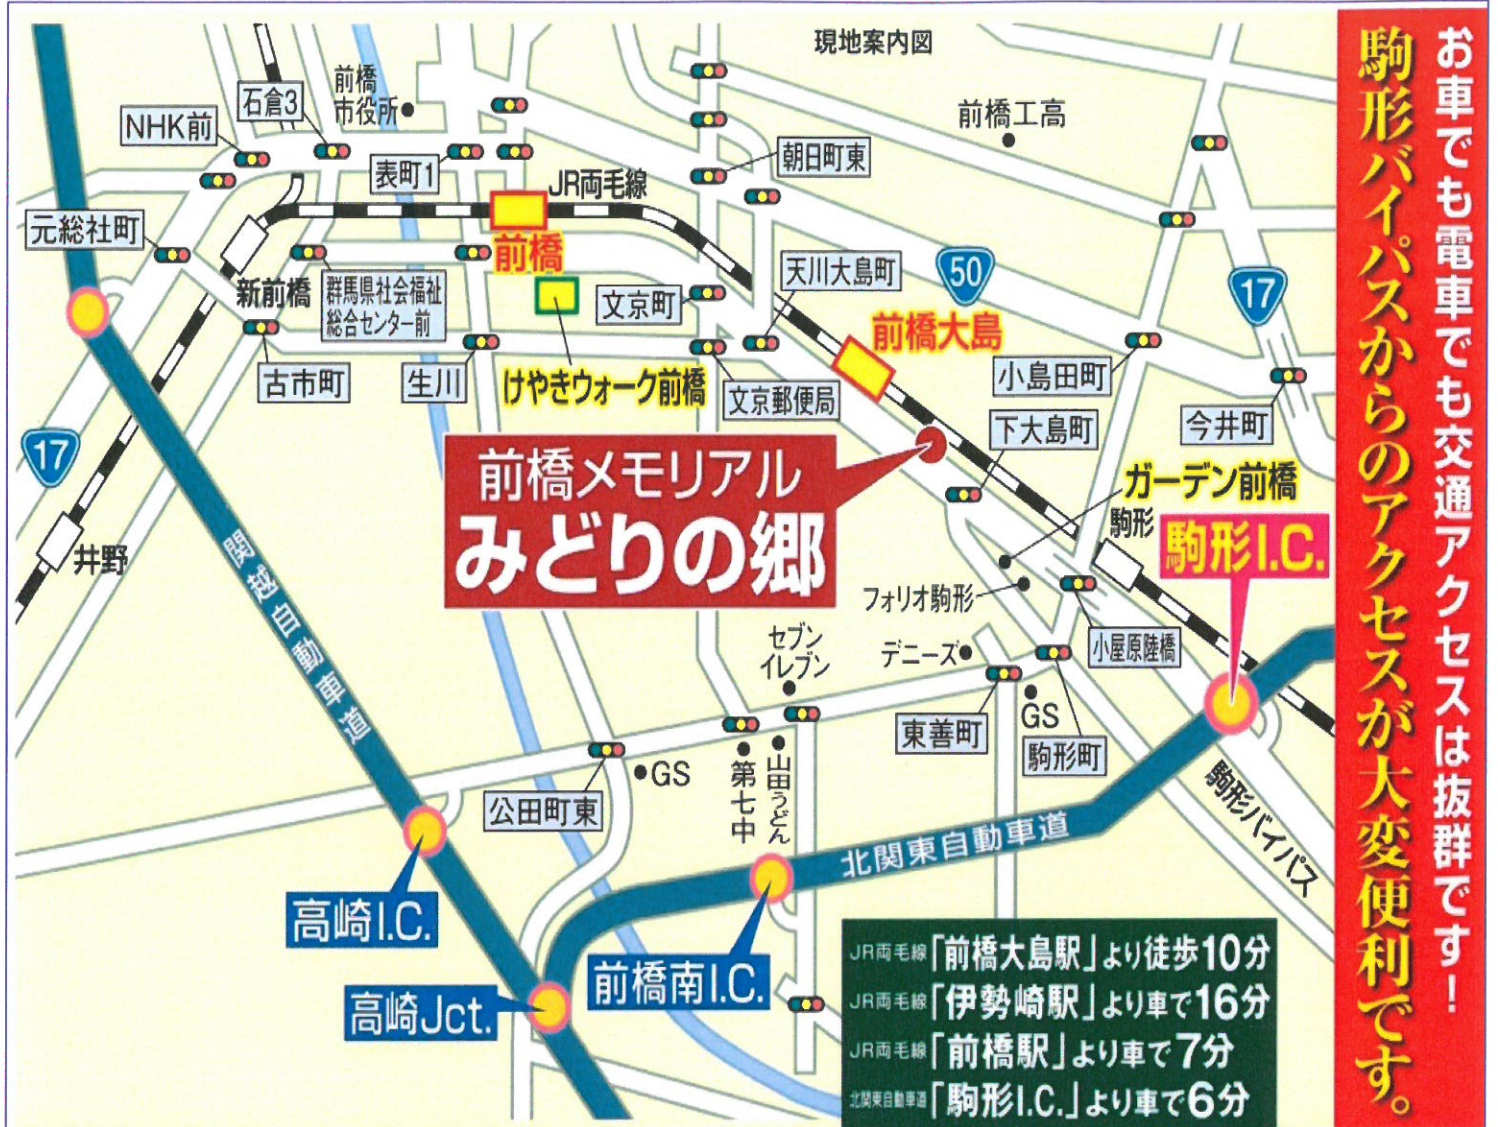 お車でも電車でも交通アクセスは抜群です！
駒形バイパスからのアクセスが大変便利です。
現地案内図
前橋
市役所
石倉3
NHK前
表町1
JR両毛線
前橋工高
朝日町東
元総社町
新前橋
群馬県社会福祉
総合センター前
前橋
文京町
天川大島町
50
17
前橋大島
小島田町
古市町
生川
けやきウォーク前橋
文京郵便局
下大島町
今井町
17
前橋メモリアル
みどりの郷
ガーデン前橋
駒形
駒形I.C.
井野
関越自動車道
フォリオ駒形
セブン
イレブン
デニーズ
小屋原陸橋
東善町
GS
駒形町
公田町東
GS
第七中
山田うどん
駒形バイパス
北関東自動車道
高崎I.C.
前橋南I.C.
高崎Jct.
JR両毛線「前橋大島駅」より徒歩10分
JR両毛線「伊勢崎駅」より車で16分
JR両毛線「前橋駅」より車で7分
北関東自動車道「駒形I.C.」より車で6分